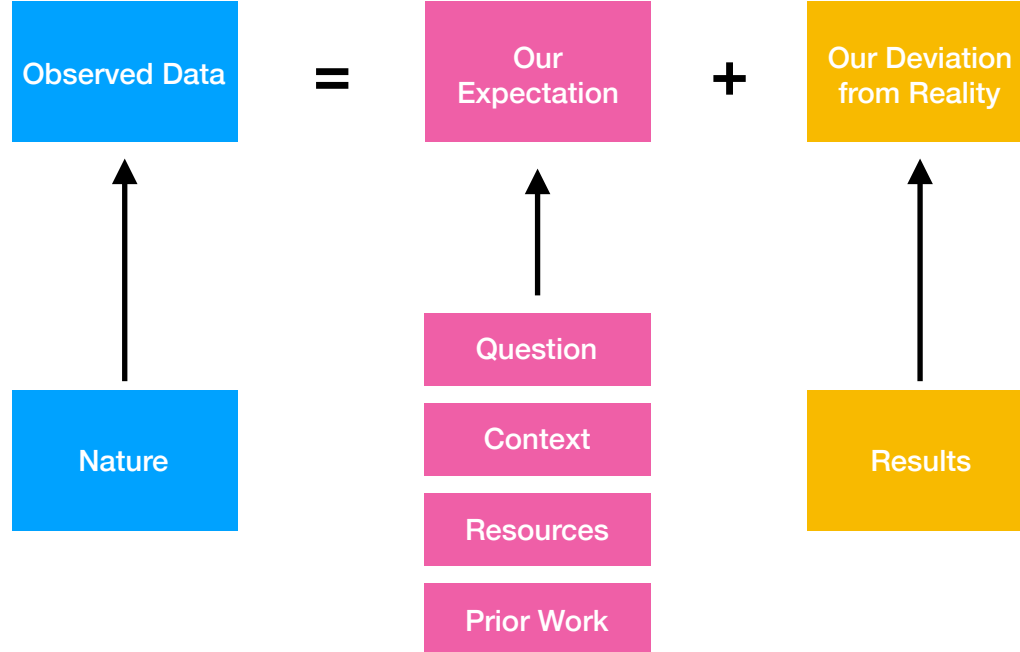 Observed Data
=
Our
Expectation
+
Our Deviation
from Reality
Nature
Question
Context
Resources
Prior Work
Results